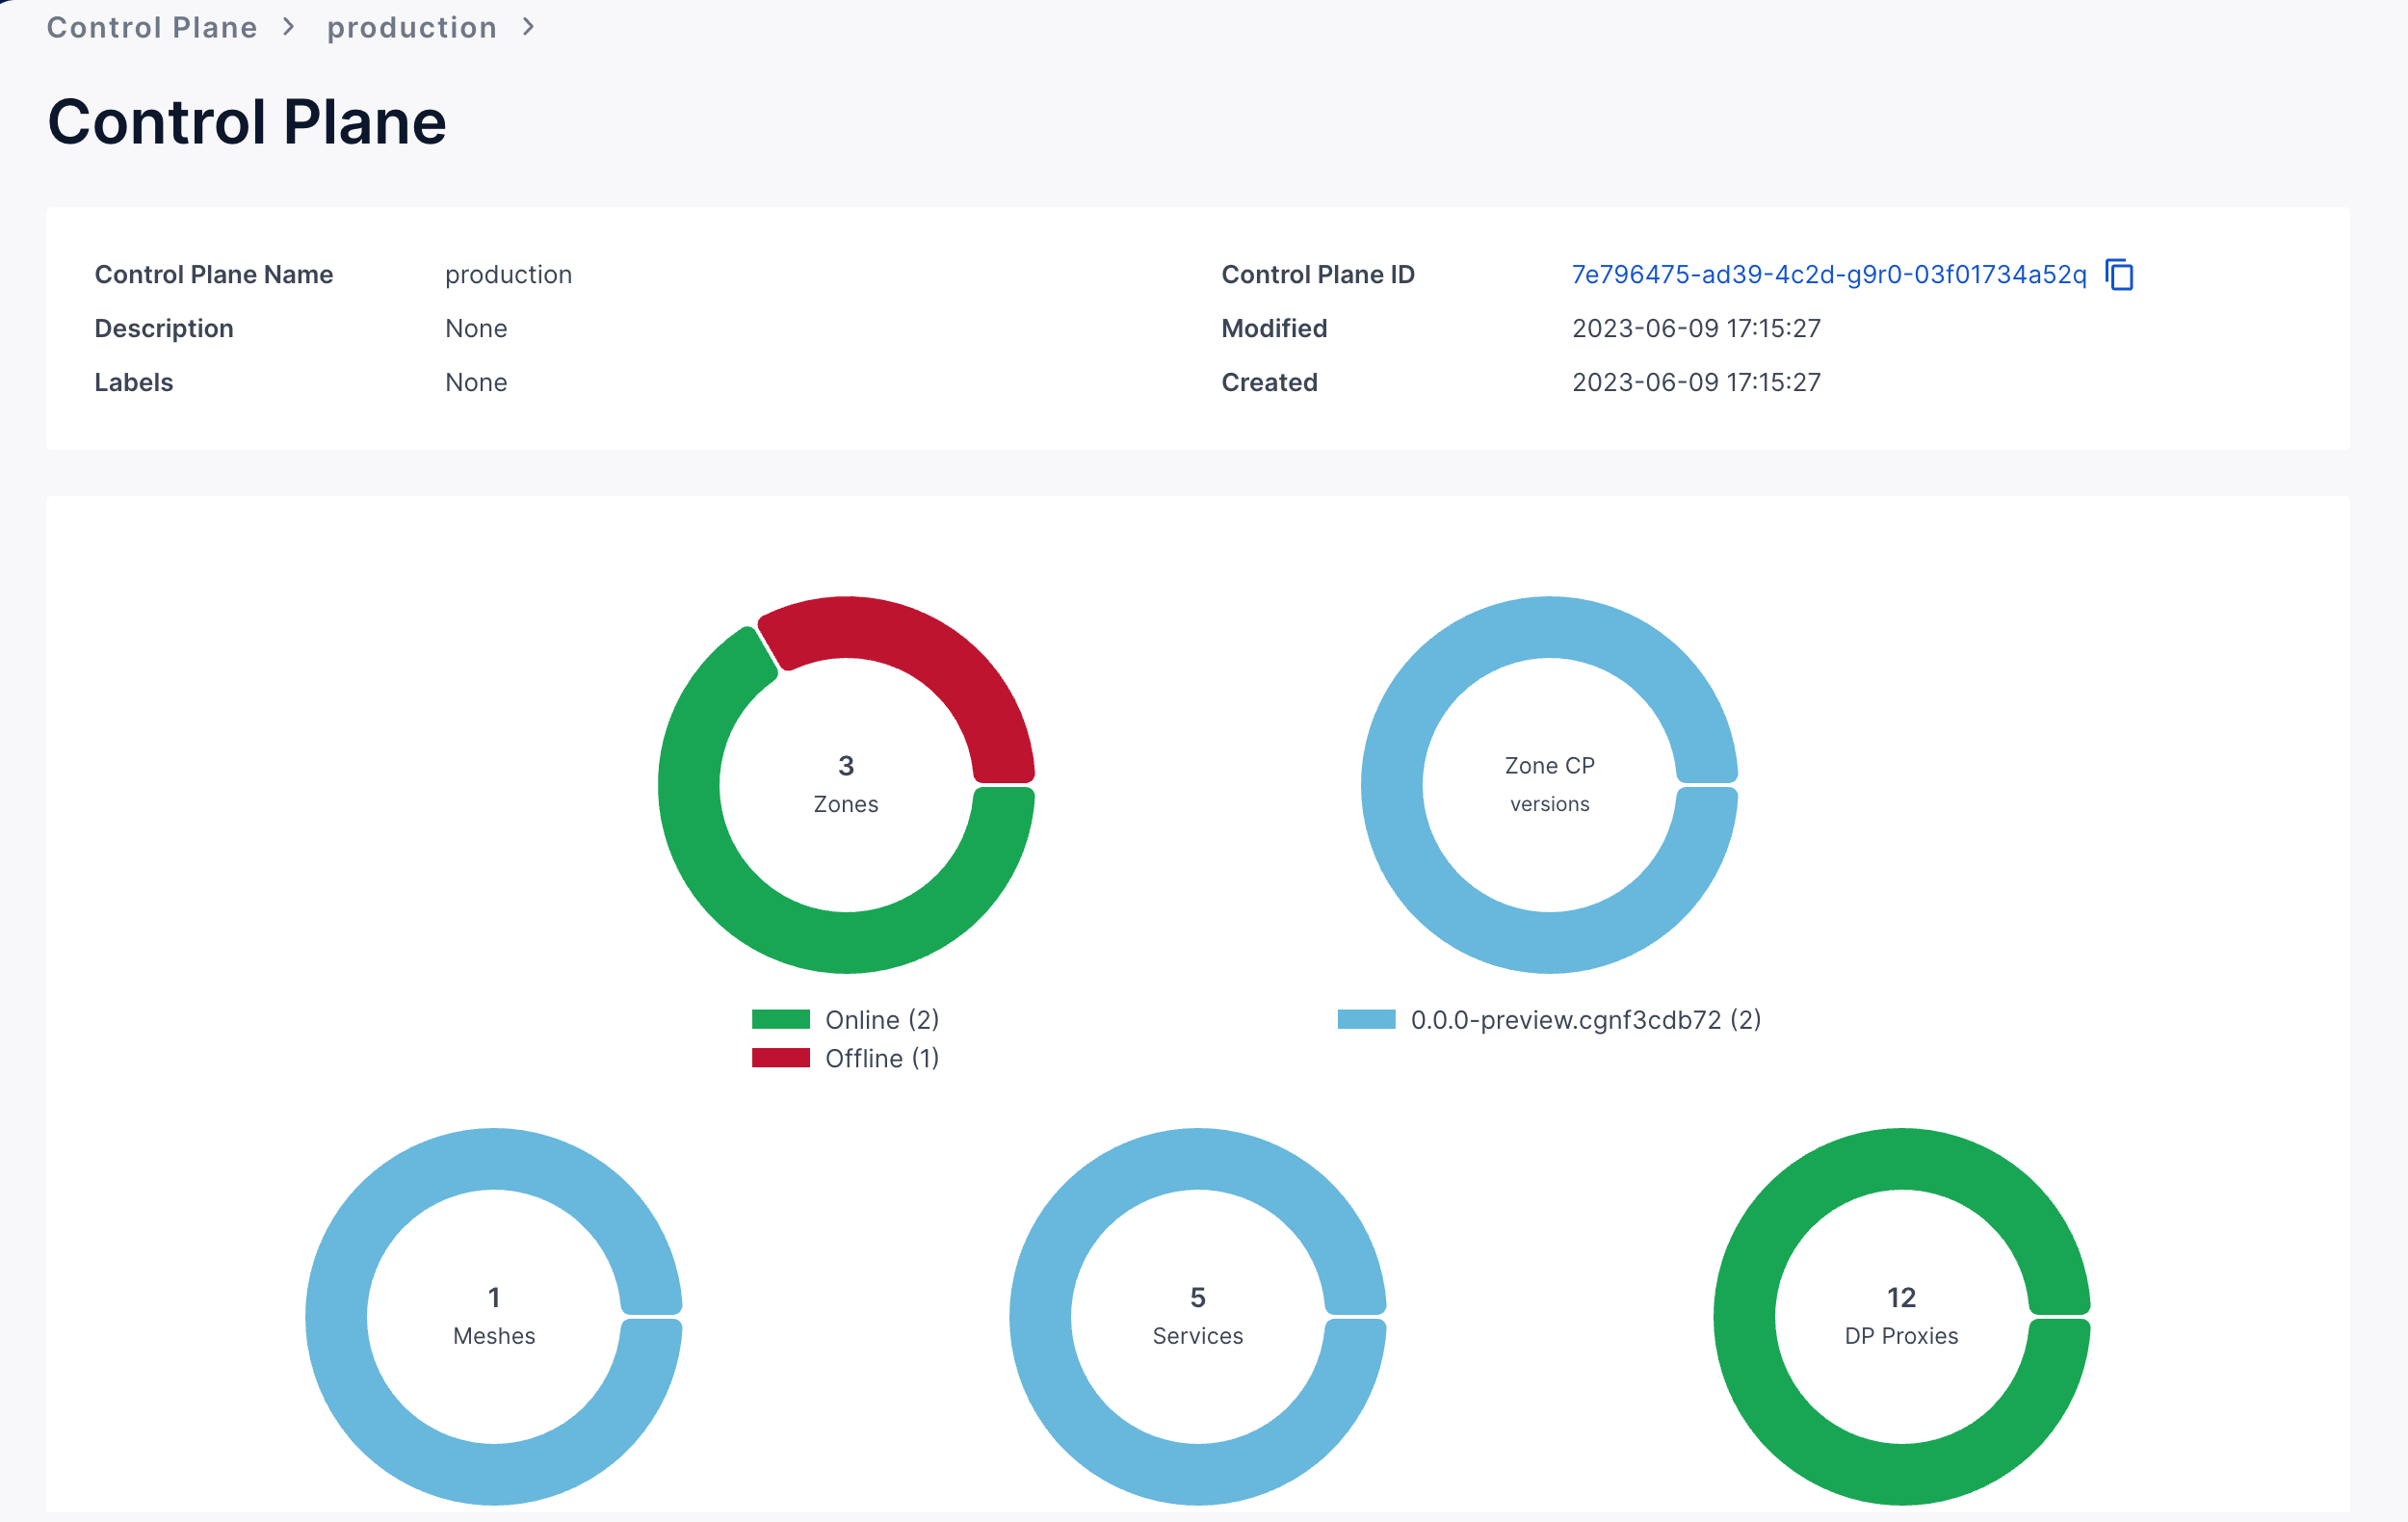 Control Plane > production >
Control Plane
Control Plane Name production
Description None
Labels None
Control Plane ID 7e796475-ad39-4c2d-g9r0-03f01734a52q
Modified 2023-06-09 17:15:27
Created 2023-06-09 17:15:27
3
Zones
Online (2)
Offline (1)
Zone CP
versions
0.0.0-preview.cgnf3cdb72 (2)
1
Meshes
5
Services
12
DP Proxies